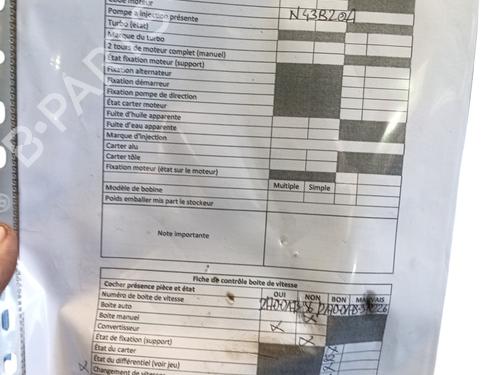 Pompe a injection présente
N43B20A
Turbo (etat)
Marque du turbo
2 tours de moteur complet (manuel)
État fixation moteur (support)
Fixation alternateur
Fixation démarreur
Fixation pompe de direction
État carter moteur
Fuite d'huile apparente
Fuite d'eau apparente
Marque d'injection
Carter alu
Carter tôle
Fixation moteur (état sur le moteur)
Modèle de bobine Multiple Simple
Poids emballer mis part le stockeur
Note importante
Fiche de contrôle boite de vitesse
Cocher présence pièce et état OUI NON BON MAUVAIS
Numéro de boite de vitesse
Boite auto
Boite manuel
Convertisseur
État de fixation (support)
État du carter
État du différentiel (voir jeu)
Changement de vitesse
B-PARTS